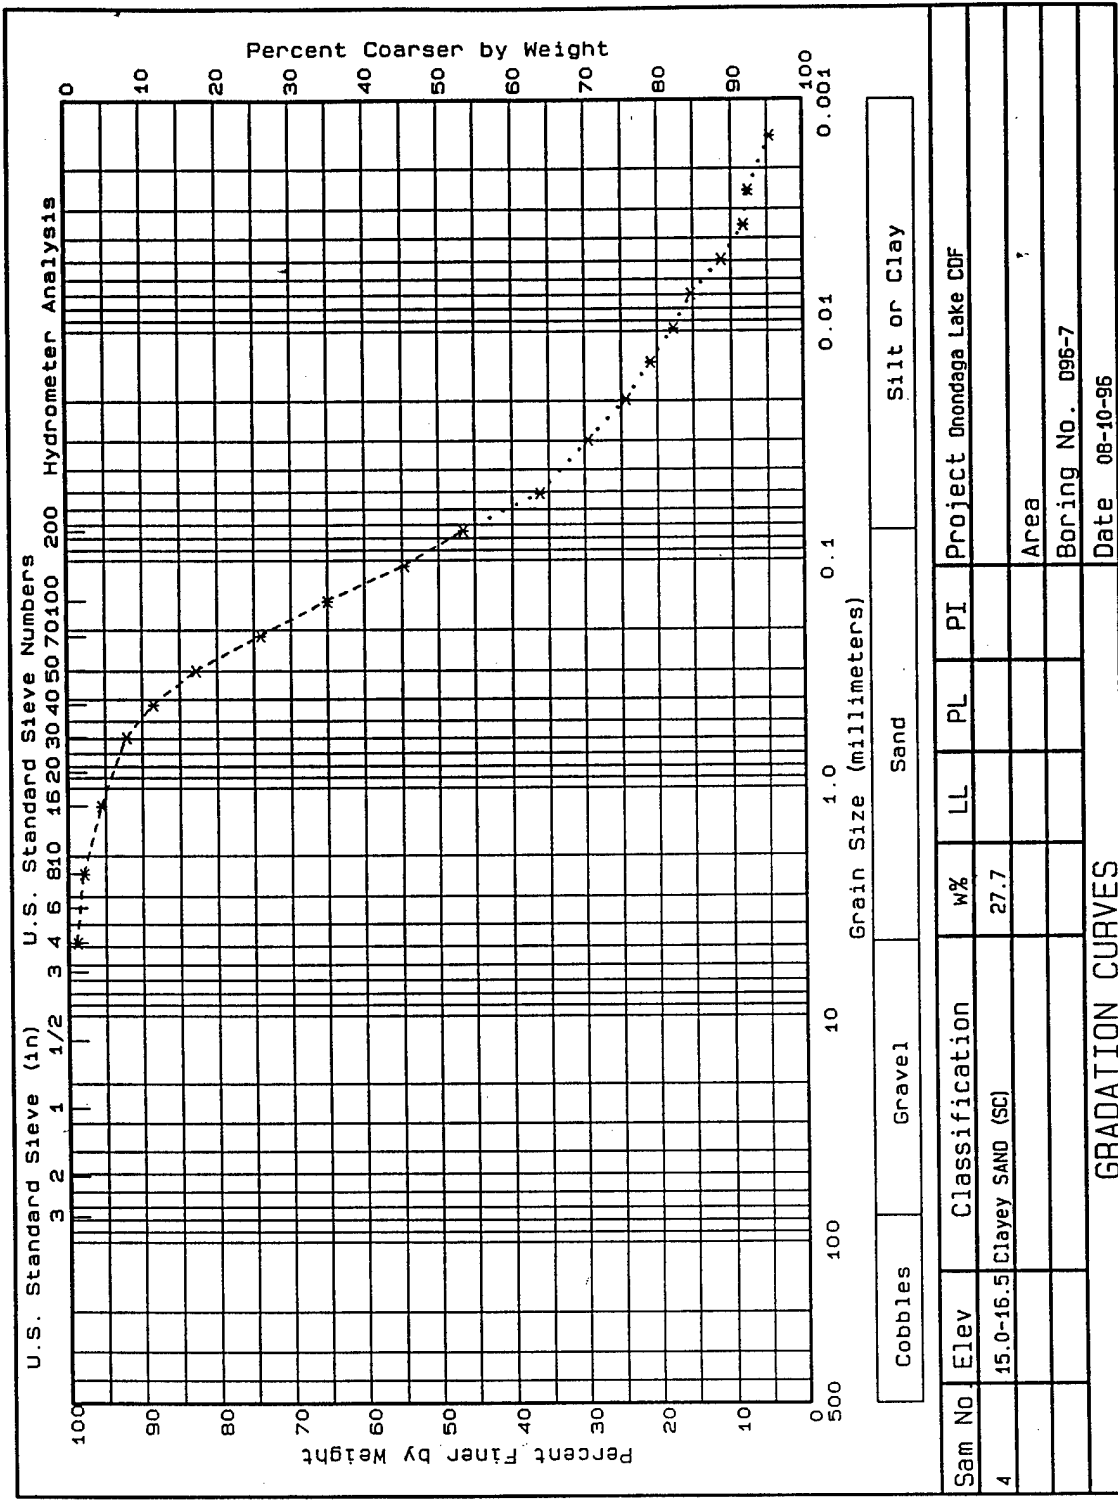 U.S. Standard Sieve (in) U.S. Standard Sieve Numbers Hydrometer Analysis
3 2 1 1/2 3 4 6 810 16 20 30 40 50 70100 200
Percent Finer by Weight
100
90
80
70
60
50
40
30
20
10
0
Percent Coarser by Weight
0
10
20
30
40
50
60
70
80
90
100
500 100 10 1.0 0.1 0.01 0.001
Grain Size (millimeters)
Cobbles Gravel Sand Silt or Clay
Sam No. Elev Classification w% LL PL PI Project Onondaga Lake CDF
4 15.0-16.5 Clayey SAND (SC) 27.7
Area
Boring No. D96-7
GRADATION CURVES Date 08-10-96